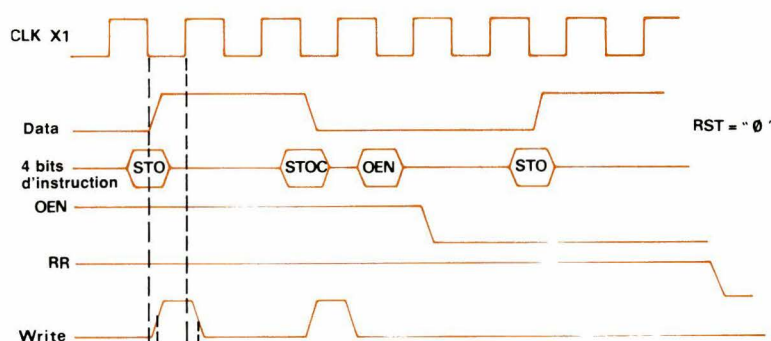 CLK X1
Data
RST = "Ø"
4 bits
d'instruction
STO
STOC
OEN
STO
OEN
RR
Write